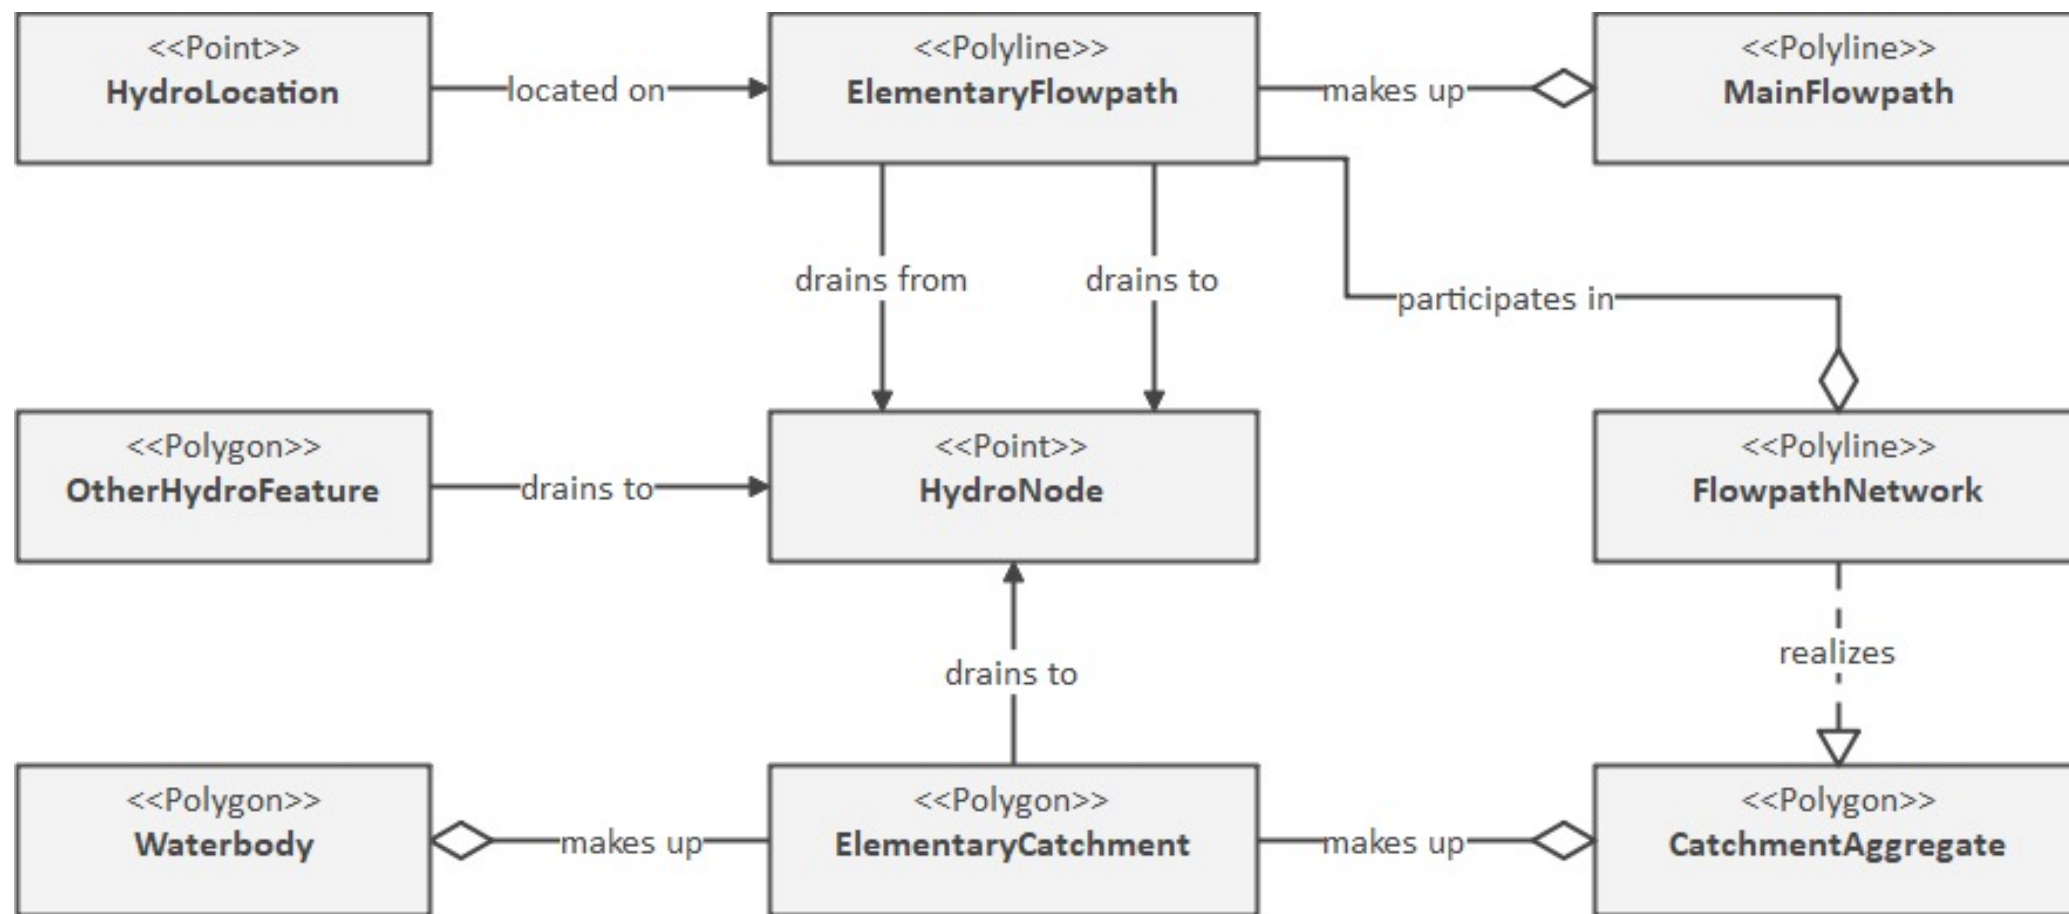 <<Point>>
HydroLocation
located on
<<Polyline>>
ElementaryFlowpath
makes up
<<Polyline>>
MainFlowpath
drains from
drains to
participates in
<<Polygon>>
OtherHydroFeature
drains to
<<Point>>
HydroNode
<<Polyline>>
FlowpathNetwork
drains to
realizes
<<Polygon>>
Waterbody
makes up
<<Polygon>>
ElementaryCatchment
makes up
<<Polygon>>
CatchmentAggregate